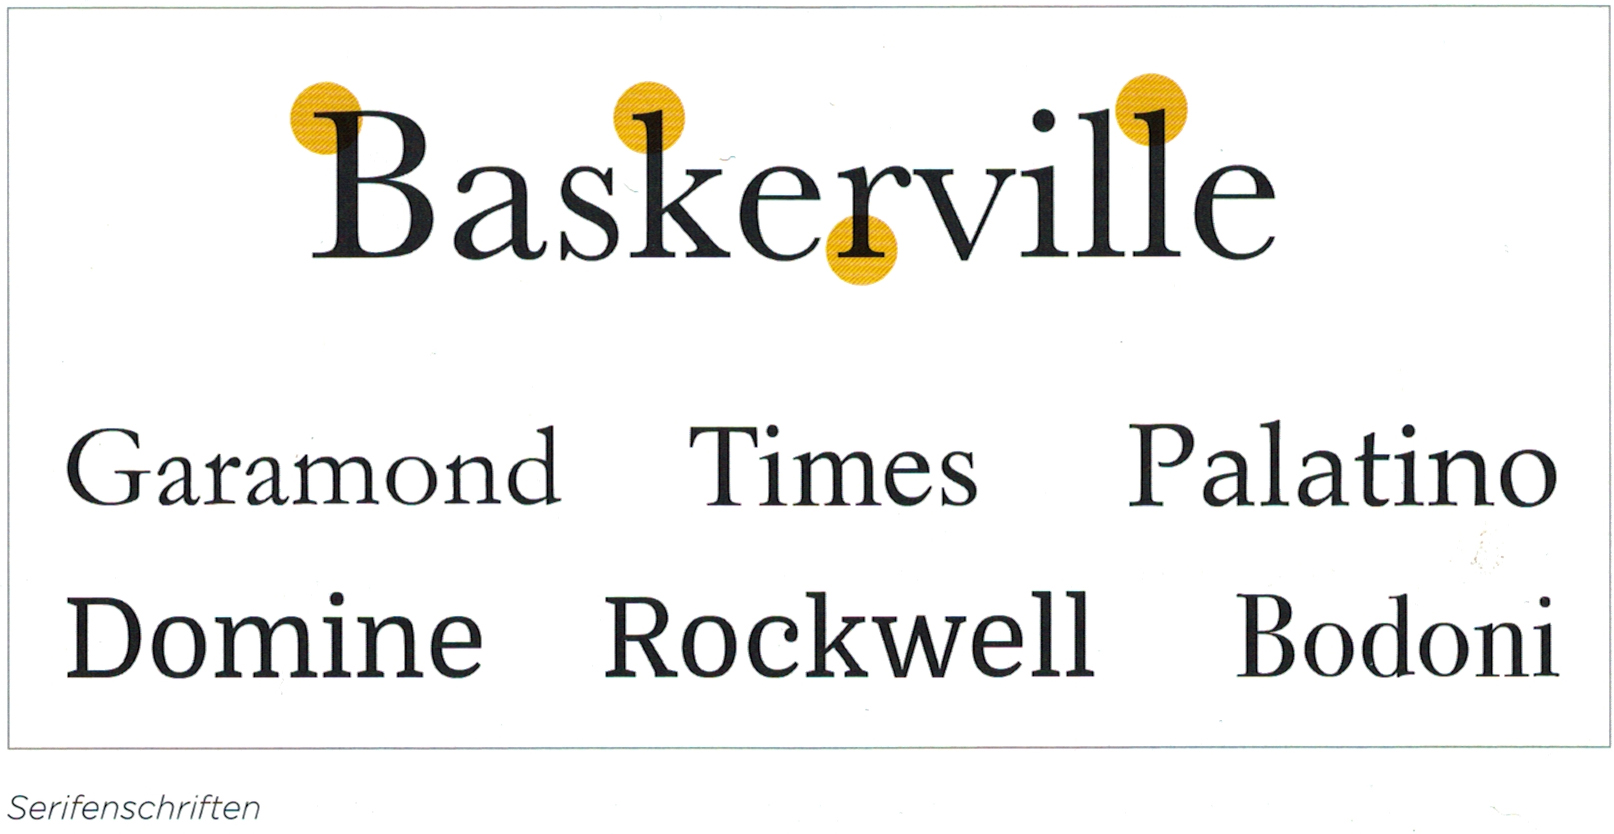 Baskerville
Garamond Times Palatino
Domine Rockwell Bodoni
Serifenschriften